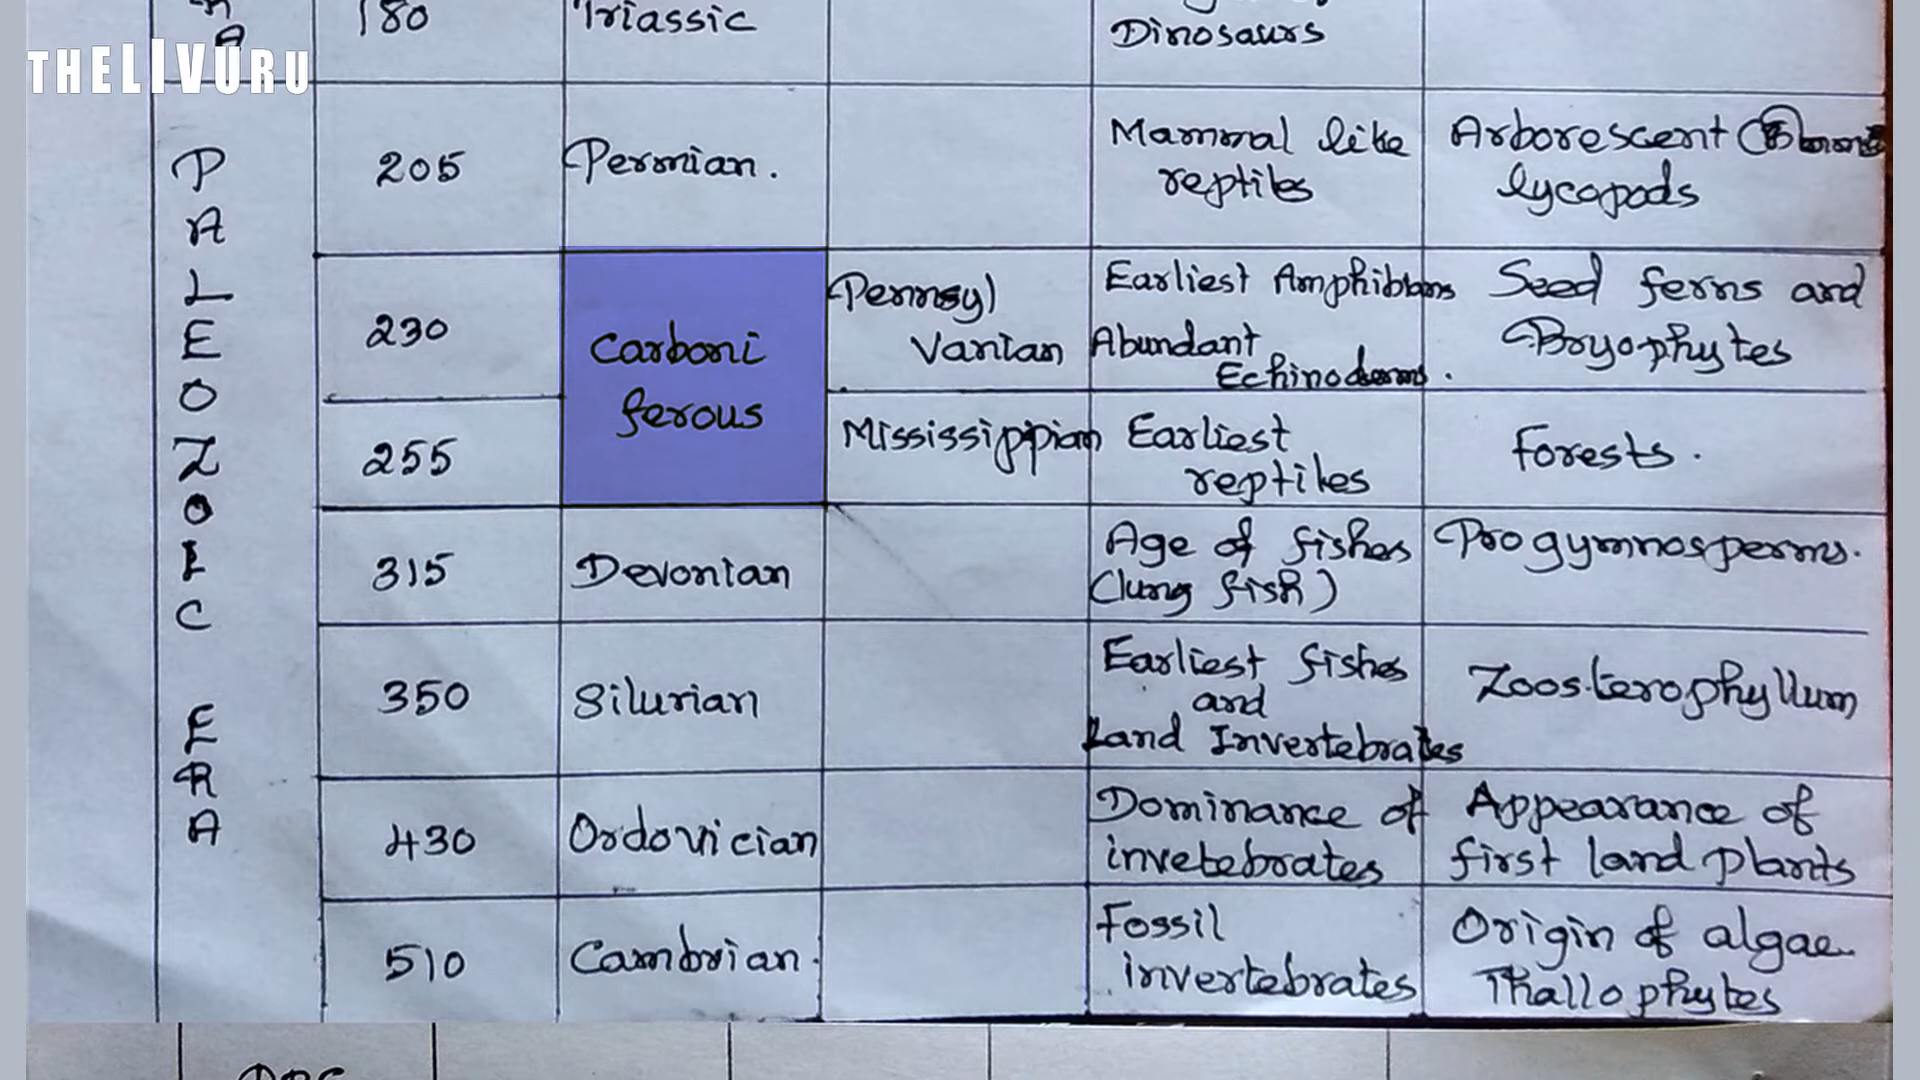 RA
180
Triassic
Dinosaurs
THELIVURU
PALEOZOIC ERA
205
Permian.
Mammal like
reptiles
Arborescent
lycopods
230
255
Carboni
ferous
Pennsyl
Vanian
Earliest Amphibians
Abundant
Echinoderms.
Seed ferns and
Bryophytes
Mississippian
Earliest
reptiles
Forests.
315
Devonian
Age of fishes
(lung fish)
Progymnosperms.
350
Silurian
Earliest fishes
and
Land Invertebrates
Zoosterophyllum
430
Ordovician
Dominance of
invetebrates
Appearance of
first land plants
510
Cambrian.
Fossil
invertebrates
Origin of algae
Thallophytes